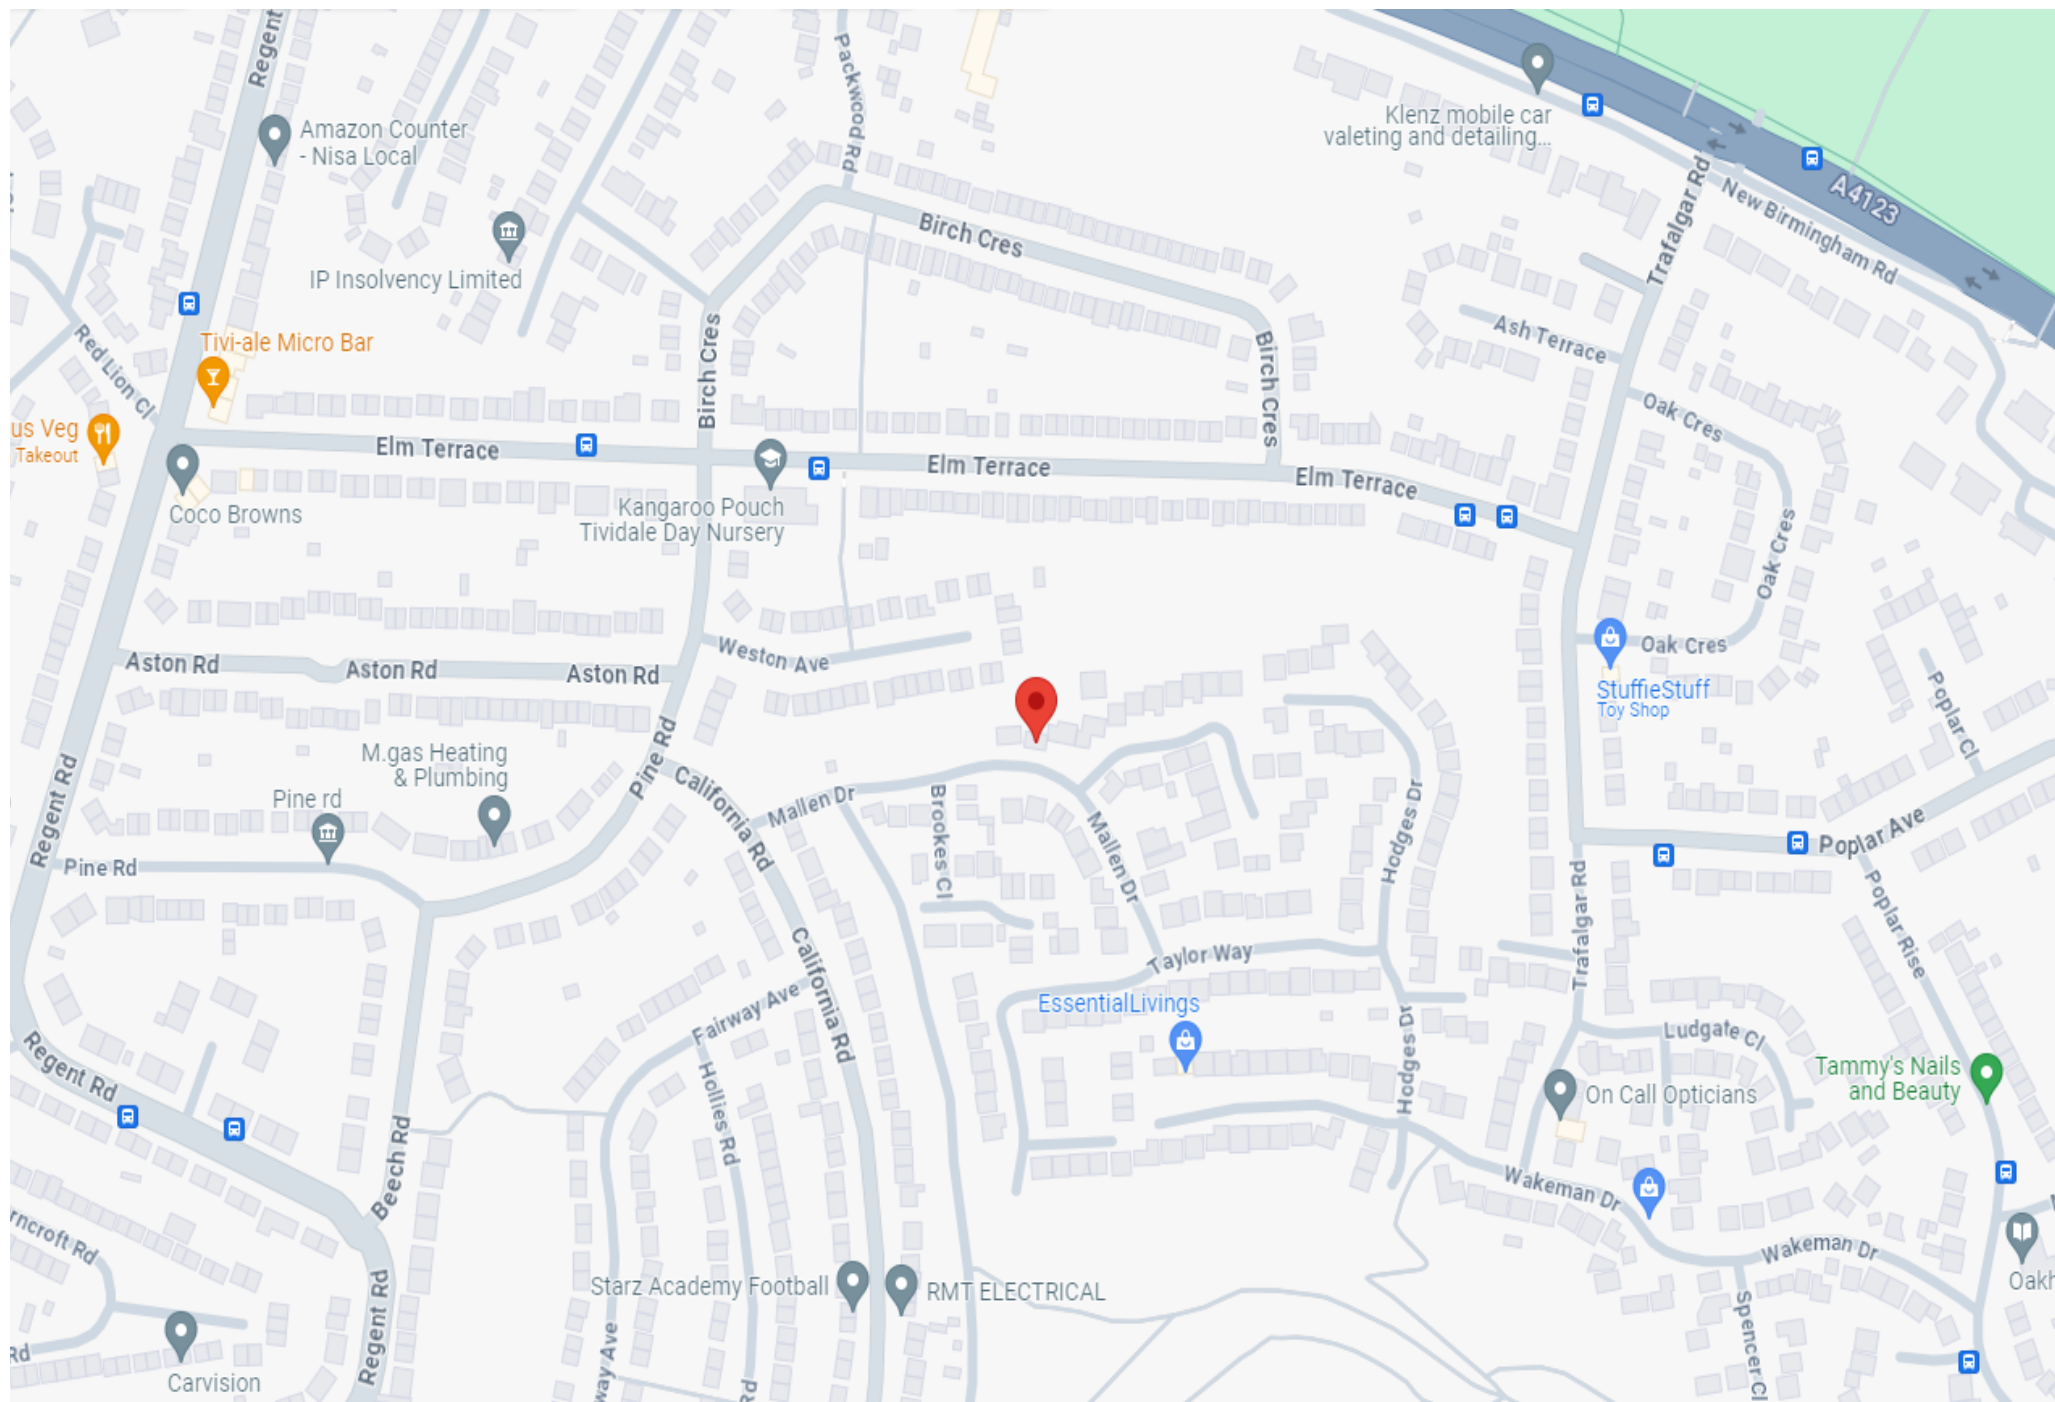 Regent
Packwood Rd
Klenz mobile car
valeting and detailing...
Amazon Counter
- Nisa Local
A4123
New Birmingham Rd
Trafalgar Rd
Birch Cres
IP Insolvency Limited
Tivi-ale Micro Bar
Red Lion Cl
Birch Cres
Birch Cres
Ash Terrace
Oak Cres
us Veg
Takeout
Elm Terrace
Elm Terrace
Elm Terrace
Coco Browns
Kangaroo Pouch
Tividale Day Nursery
Oak Cres
Oak Cres
Weston Ave
Aston Rd
Aston Rd
Aston Rd
StuffieStuff
Toy Shop
Poplar Cl
Pine Rd
M.gas Heating
& Plumbing
California Rd
Mallen Dr
Pine rd
Regent Rd
Pine Rd
Brookes Cl
Mallen Dr
Hodges Dr
Poplar Ave
Trafalgar Rd
Poplar Rise
California Rd
Taylor Way
Fairway Ave
EssentialLivings
Hodges Dr
Ludgate Cl
Regent Rd
Hollies Rd
Tammy's Nails
and Beauty
On Call Opticians
Beech Rd
Wakeman Dr
rncroft Rd
Wakeman Dr
Starz Academy Football
RMT ELECTRICAL
Oakh
Spencer Cl
Regent Rd
Rd
way Ave
Rd
Carvision